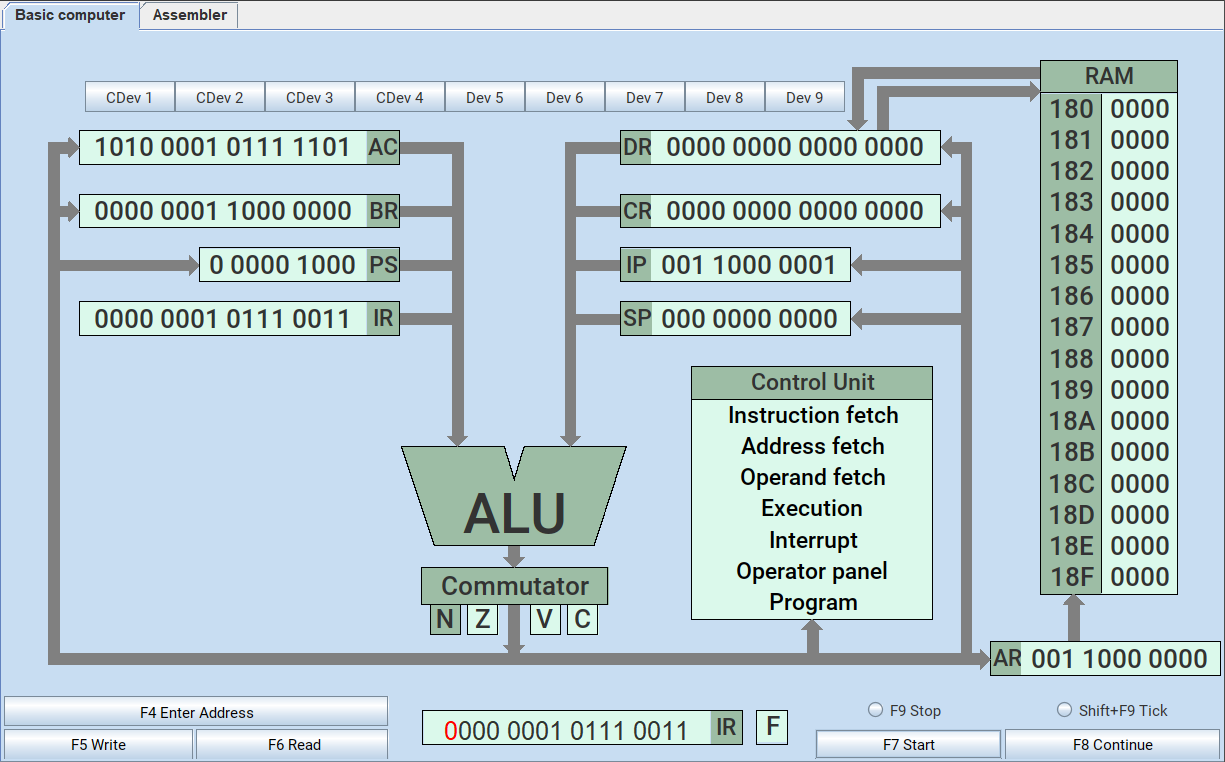 Basic computer Assembler
CDev 1 CDev 2 CDev 3 CDev 4 Dev 5 Dev 6 Dev 7 Dev 8 Dev 9
1010 0001 0111 1101 AC
0000 0001 1000 0000 BR
0 0000 1000 PS
0000 0001 0111 0011 IR
DR 0000 0000 0000 0000
CR 0000 0000 0000 0000
IP 001 1000 0001
SP 000 0000 0000
RAM
180 0000
181 0000
182 0000
183 0000
184 0000
185 0000
186 0000
187 0000
188 0000
189 0000
18A 0000
18B 0000
18C 0000
18D 0000
18E 0000
18F 0000
Control Unit
Instruction fetch
Address fetch
Operand fetch
Execution
Interrupt
Operator panel
Program
ALU
Commutator
N Z V C
AR 001 1000 0000
F4 Enter Address
F5 Write F6 Read
0000 0001 0111 0011 IR F
F9 Stop Shift+F9 Tick
F7 Start F8 Continue